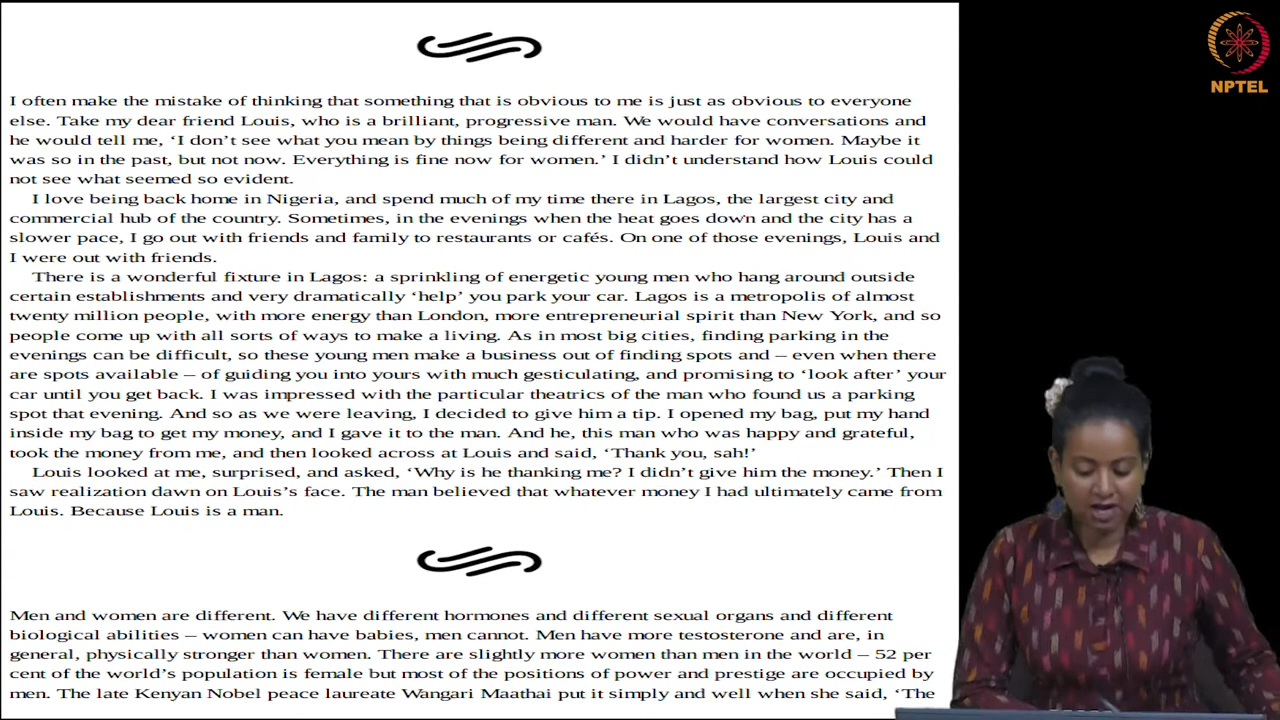 NPTEL
I often make the mistake of thinking that something that is obvious to me is just as obvious to everyone
else. Take my dear friend Louis, who is a brilliant, progressive man. We would have conversations and
he would tell me, ‘I don’t see what you mean by things being different and harder for women. Maybe it
was so in the past, but not now. Everything is fine now for women.’ I didn’t understand how Louis could
not see what seemed so evident.
I love being back home in Nigeria, and spend much of my time there in Lagos, the largest city and
commercial hub of the country. Sometimes, in the evenings when the heat goes down and the city has a
slower pace, I go out with friends and family to restaurants or cafés. On one of those evenings, Louis and
I were out with friends.
There is a wonderful fixture in Lagos: a sprinkling of energetic young men who hang around outside
certain establishments and very dramatically ‘help’ you park your car. Lagos is a metropolis of almost
twenty million people, with more energy than London, more entrepreneurial spirit than New York, and so
people come up with all sorts of ways to make a living. As in most big cities, finding parking in the
evenings can be difficult, so these young men make a business out of finding spots and – even when there
are spots available – of guiding you into yours with much gesticulating, and promising to ‘look after’ your
car until you get back. I was impressed with the particular theatrics of the man who found us a parking
spot that evening. And so as we were leaving, I decided to give him a tip. I opened my bag, put my hand
inside my bag to get my money, and I gave it to the man. And he, this man who was happy and grateful,
took the money from me, and then looked across at Louis and said, ‘Thank you, sah!’
Louis looked at me, surprised, and asked, ‘Why is he thanking me? I didn’t give him the money.’ Then I
saw realization dawn on Louis’s face. The man believed that whatever money I had ultimately came from
Louis. Because Louis is a man.
Men and women are different. We have different hormones and different sexual organs and different
biological abilities – women can have babies, men cannot. Men have more testosterone and are, in
general, physically stronger than women. There are slightly more women than men in the world – 52 per
cent of the world’s population is female but most of the positions of power and prestige are occupied by
men. The late Kenyan Nobel peace laureate Wangari Maathai put it simply and well when she said, ‘The